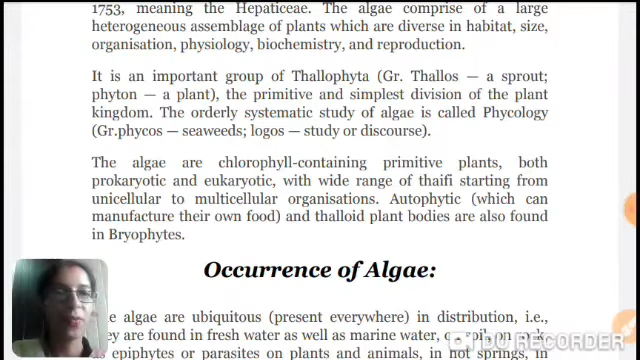 1753, meaning the Hepaticeae. The algae comprise of a large
heterogeneous assemblage of plants which are diverse in habitat, size,
organisation, physiology, biochemistry, and reproduction.
It is an important group of Thallophyta (Gr. Thallos — a sprout;
phyton — a plant), the primitive and simplest division of the plant
kingdom. The orderly systematic study of algae is called Phycology
(Gr.phycos — seaweeds; logos — study or discourse).
The algae are chlorophyll-containing primitive plants, both
prokaryotic and eukaryotic, with wide range of thaifi starting from
unicellular to multicellular organisations. Autophytic (which can
manufacture their own food) and thalloid plant bodies are also found
in Bryophytes.
Occurrence of Algae:
algae are ubiquitous (present everywhere) in distribution, i.e.,
are found in fresh water as well as marine water, on
epiphytes or parasites on plants and animals, in hot springs, in
DU RECORDER